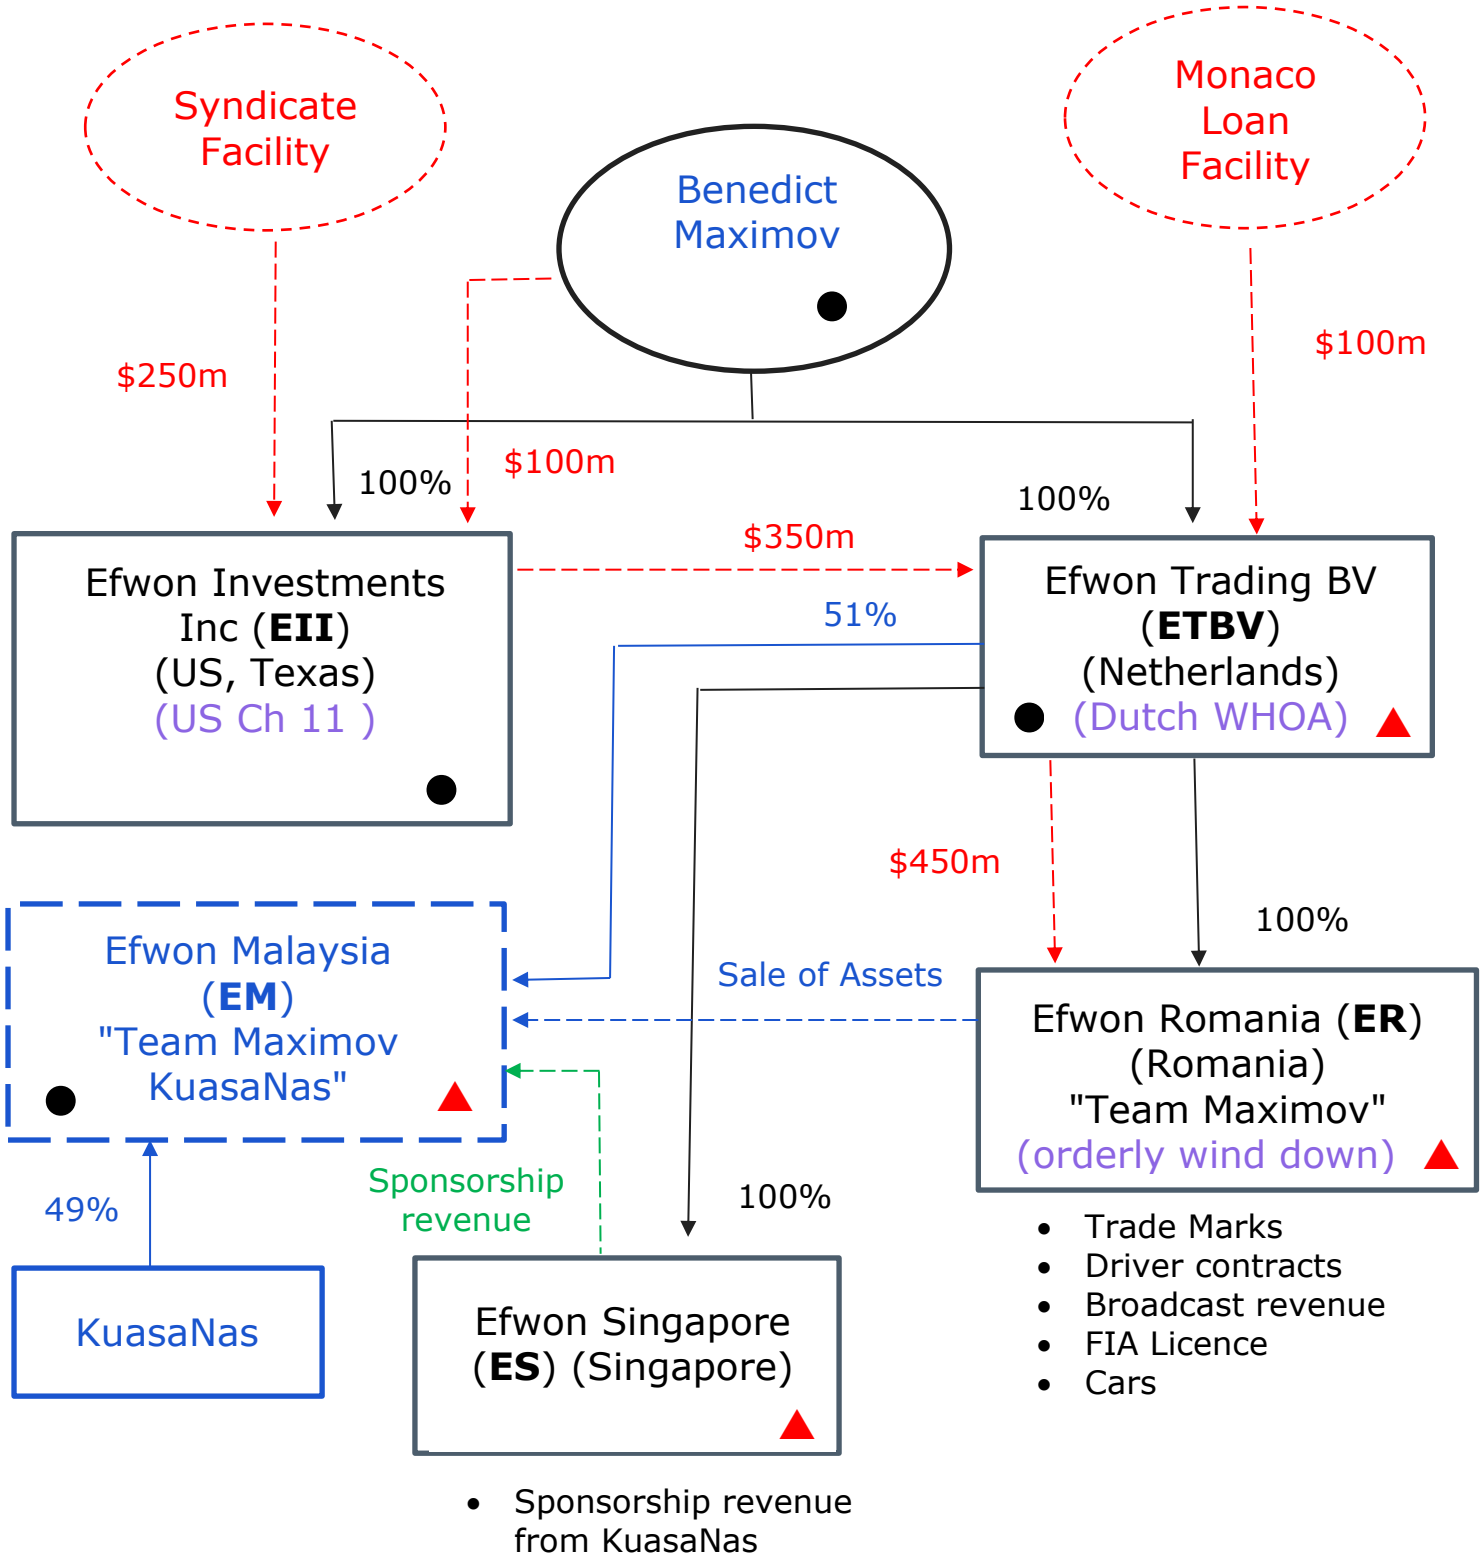 Syndicate
Facility
Monaco
Loan
Facility
Benedict
Maximov
$250m
$100m
100%
$100m
100%
$350m
51%
Efwon Investments
Inc (EII)
(US, Texas)
(US Ch 11 )
Efwon Trading BV
(ETBV)
(Netherlands)
(Dutch WHOA)
$450m
100%
Efwon Malaysia
(EM)
"Team Maximov
KuasaNas"
Sale of Assets
Efwon Romania (ER)
(Romania)
"Team Maximov"
(orderly wind down)
Sponsorship
revenue
100%
49%
KuasaNas
Efwon Singapore
(ES) (Singapore)
• Trade Marks
• Driver contracts
• Broadcast revenue
• FIA Licence
• Cars
• Sponsorship revenue
from KuasaNas